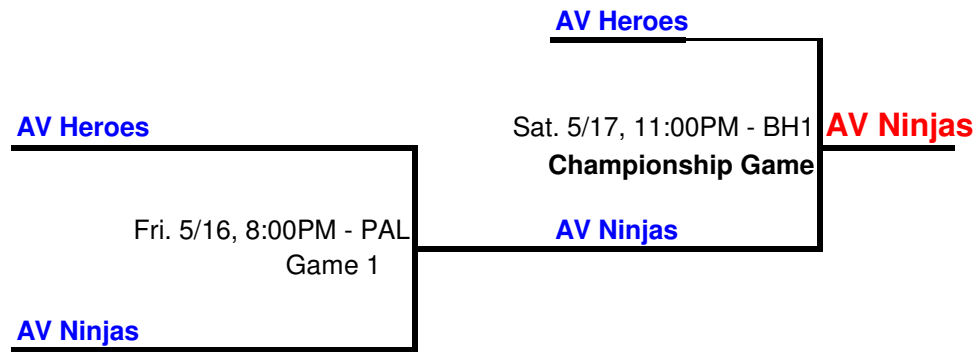 AV Heroes
AV Heroes
Sat. 5/17, 11:00PM - BH1 AV Ninjas
Championship Game
Fri. 5/16, 8:00PM - PAL
AV Ninjas
Game 1
AV Ninjas